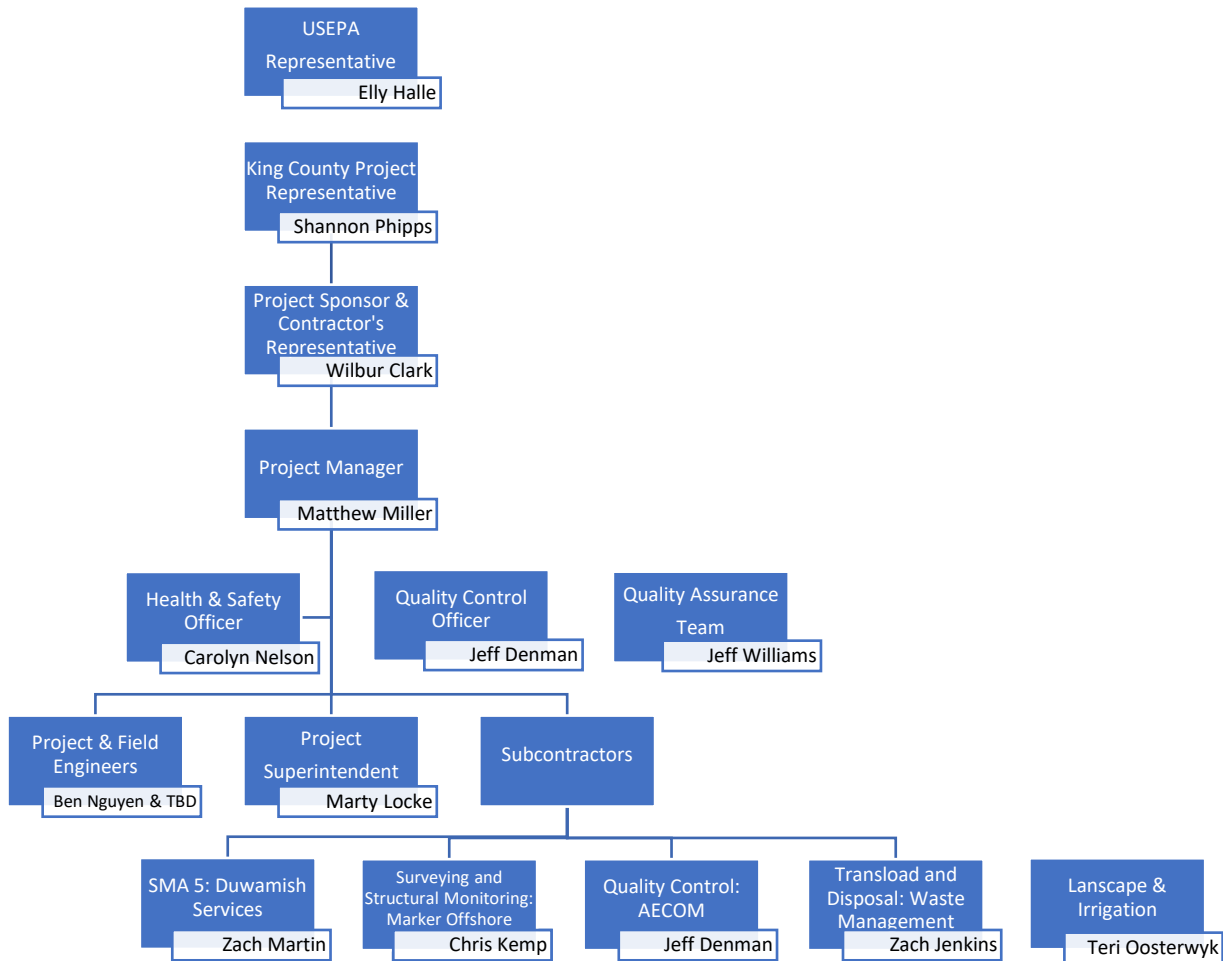 USEPA
Representative
Elly Halle
King County Project
Representative
Shannon Phipps
Project Sponsor &
Contractor's
Representative
Wilbur Clark
Project Manager
Matthew Miller
Health & Safety
Officer
Carolyn Nelson
Quality Control
Officer
Jeff Denman
Quality Assurance
Team
Jeff Williams
Project & Field
Engineers
Ben Nguyen & TBD
Project
Superintendent
Marty Locke
Subcontractors
SMA 5: Duwamish
Services
Zach Martin
Surveying and
Structural Monitoring:
Marker Offshore
Chris Kemp
Quality Control:
AECOM
Jeff Denman
Transload and
Disposal: Waste
Management
Zach Jenkins
Lanscape &
Irrigation
Teri Oosterwyk